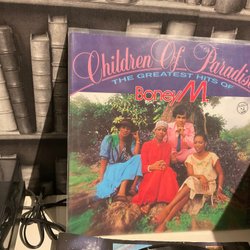 Children Of Paradise
THE GREATEST HITS OF
Boney M.